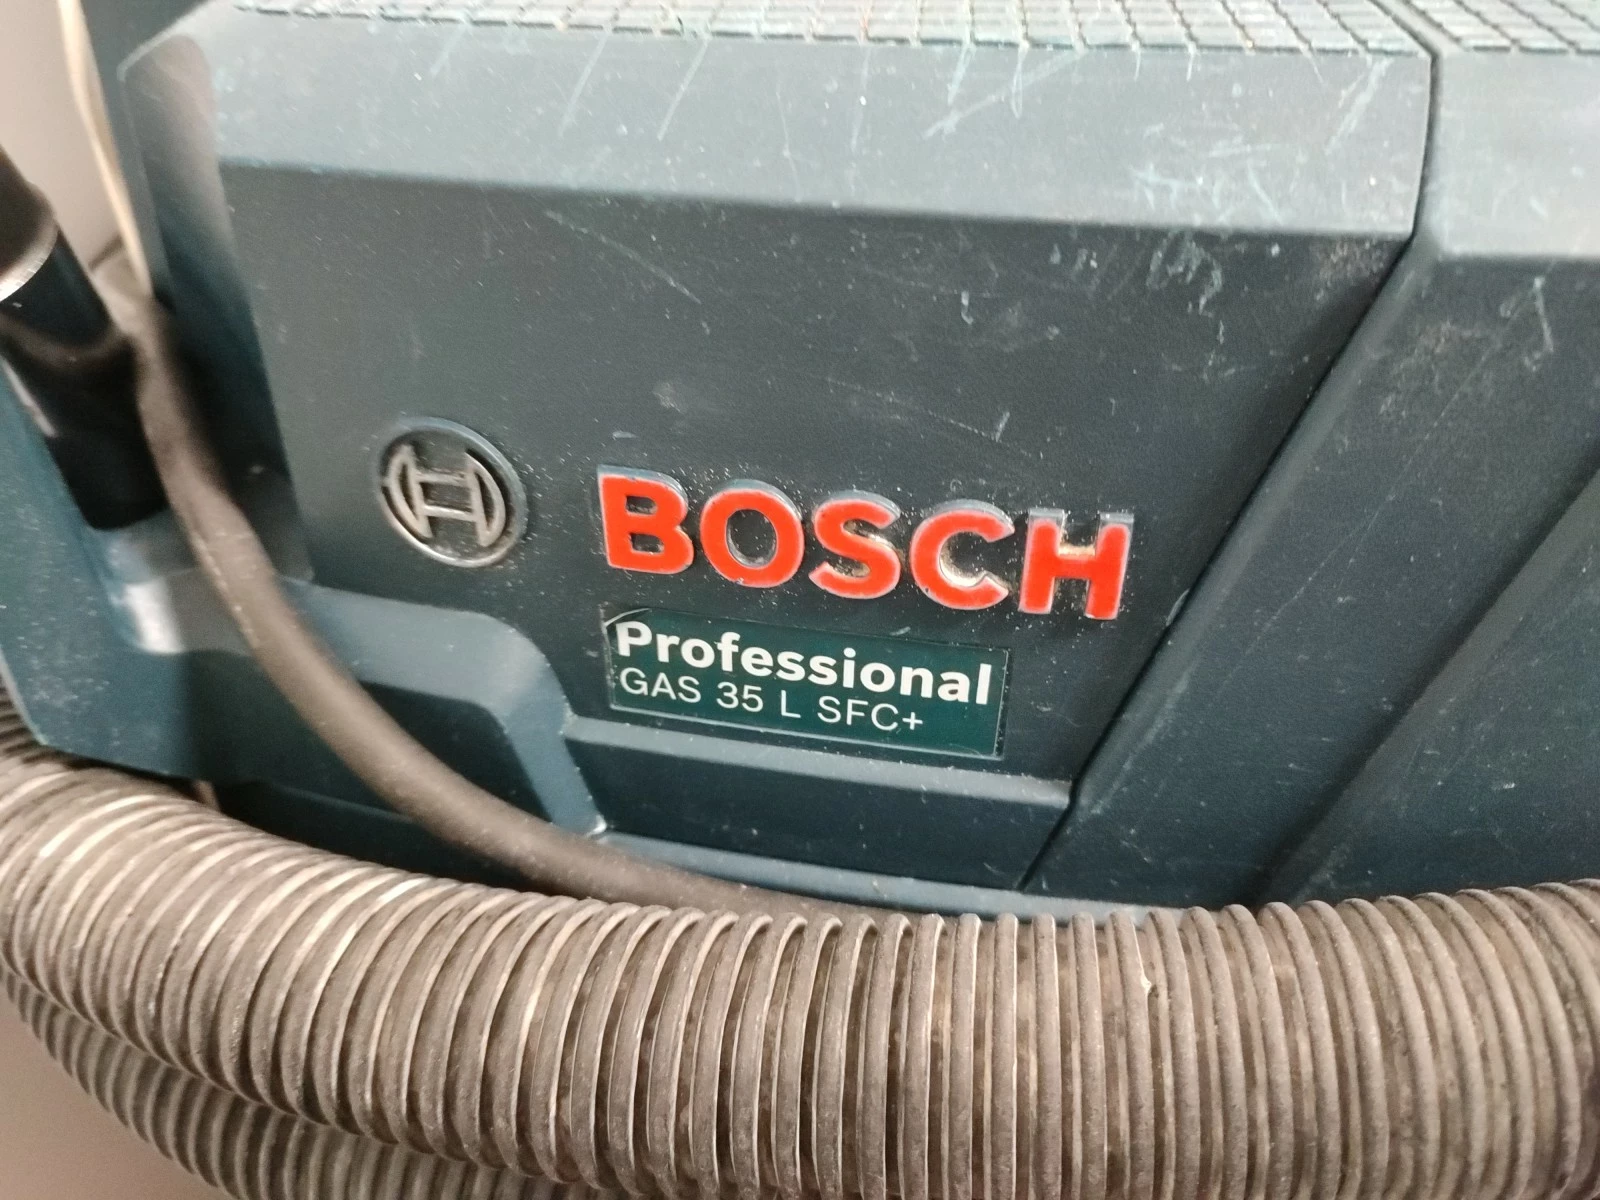 BOSCH
Professional
GAS 35 L SFC+